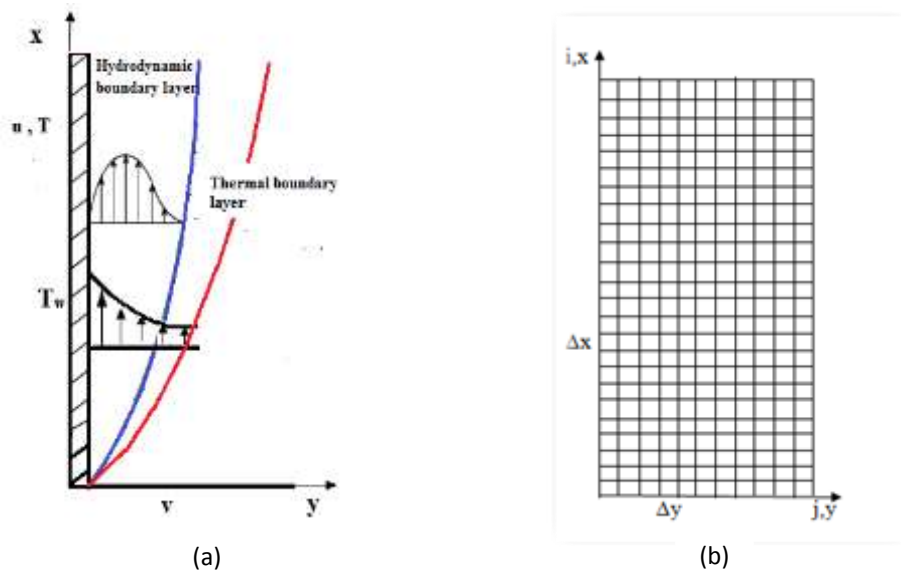 x
Hydrodynamic
boundary layer
u , T
Thermal boundary
layer
Tw
v
y
(a)
i,x
Δx
Δy
j,y
(b)